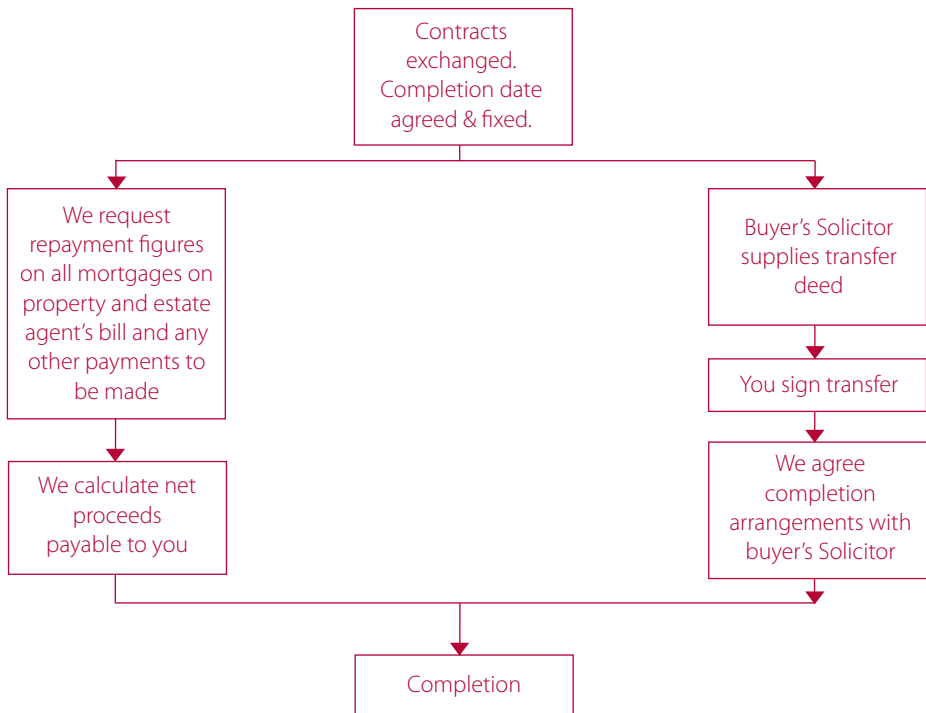 Contracts
exchanged.
Completion date
agreed & fixed.
We request
repayment figures
on all mortgages on
property and estate
agent’s bill and any
other payments to
be made
We calculate net
proceeds
payable to you
Buyer’s Solicitor
supplies transfer
deed
You sign transfer
We agree
completion
arrangements with
buyer’s Solicitor
Completion